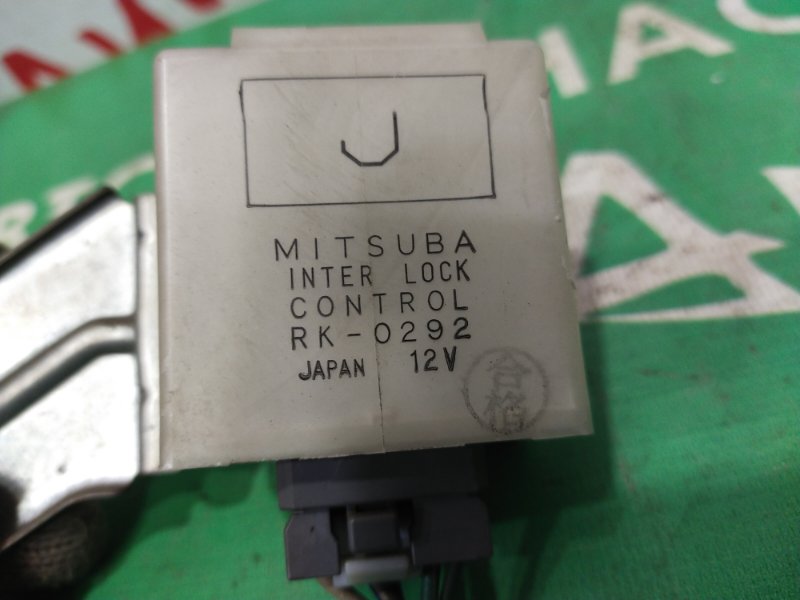 J
MITSUBA
INTER LOCK
CONTROL
RK-0292
JAPAN 12V
合格